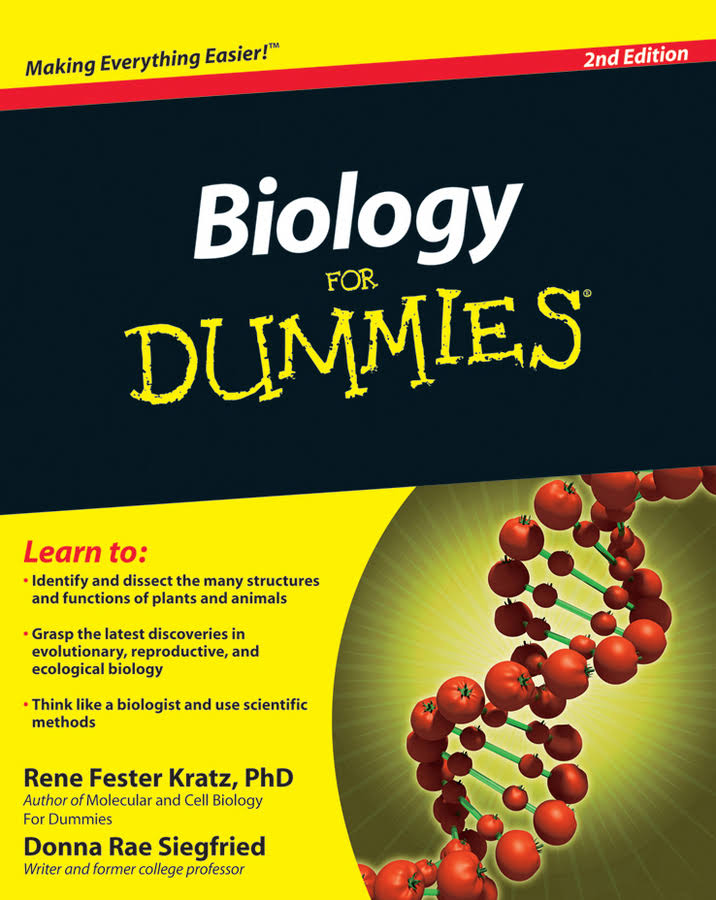 Making Everything Easier!™
2nd Edition
Biology
FOR
DUMMIES®
Learn to:
• Identify and dissect the many structures
and functions of plants and animals
• Grasp the latest discoveries in
evolutionary, reproductive, and
ecological biology
• Think like a biologist and use scientific
methods
Rene Fester Kratz, PhD
Author of Molecular and Cell Biology
For Dummies
Donna Rae Siegfried
Writer and former college professor